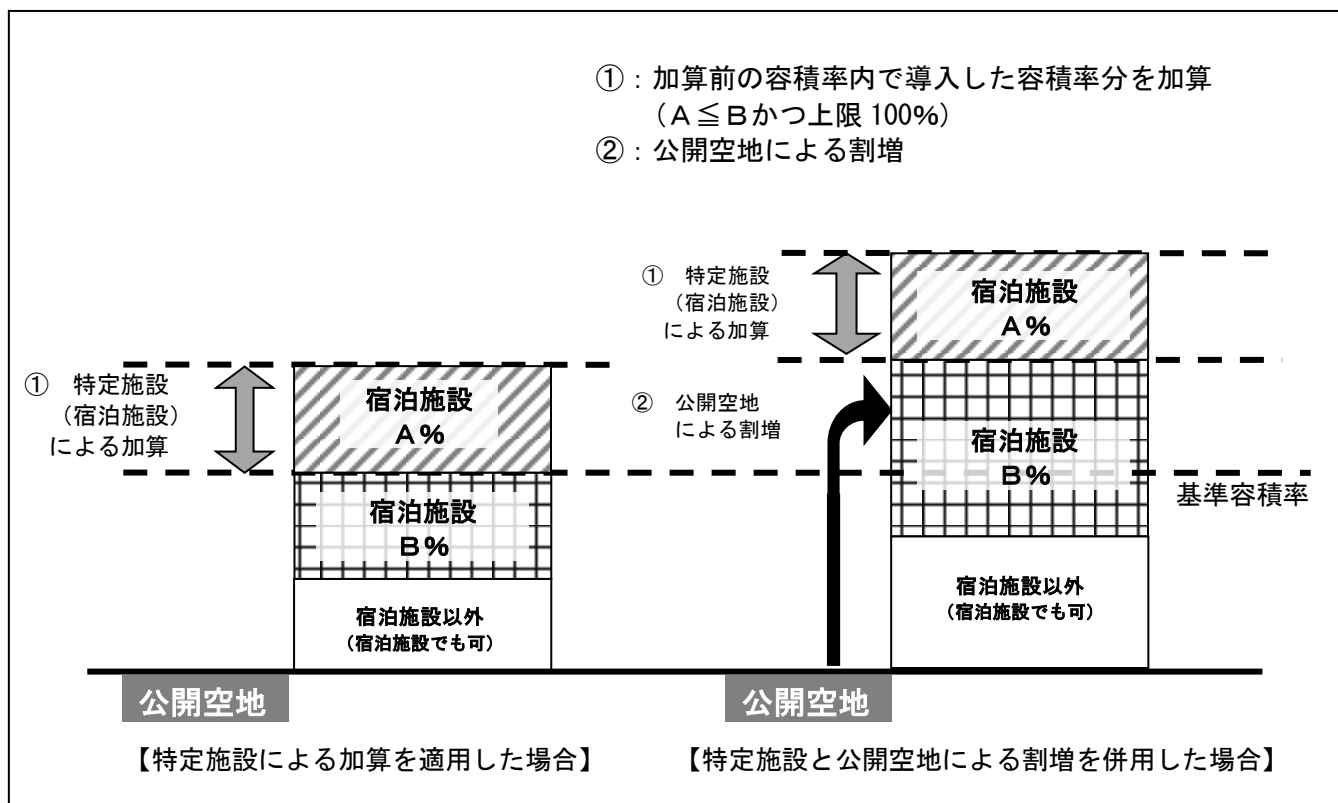 ①：加算前の容積率内で導入した容積率分を加算
（Ａ≦Ｂかつ上限 100%）
②：公開空地による割増
①　特定施設
（宿泊施設）
による加算
宿泊施設
Ａ%
宿泊施設
Ｂ%
宿泊施設以外
（宿泊施設でも可）
公開空地
【特定施設による加算を適用した場合】
①　特定施設
（宿泊施設）
による加算
②　公開空地
による割増
宿泊施設
Ａ%
宿泊施設
Ｂ%
基準容積率
宿泊施設以外
（宿泊施設でも可）
公開空地
【特定施設と公開空地による割増を併用した場合】